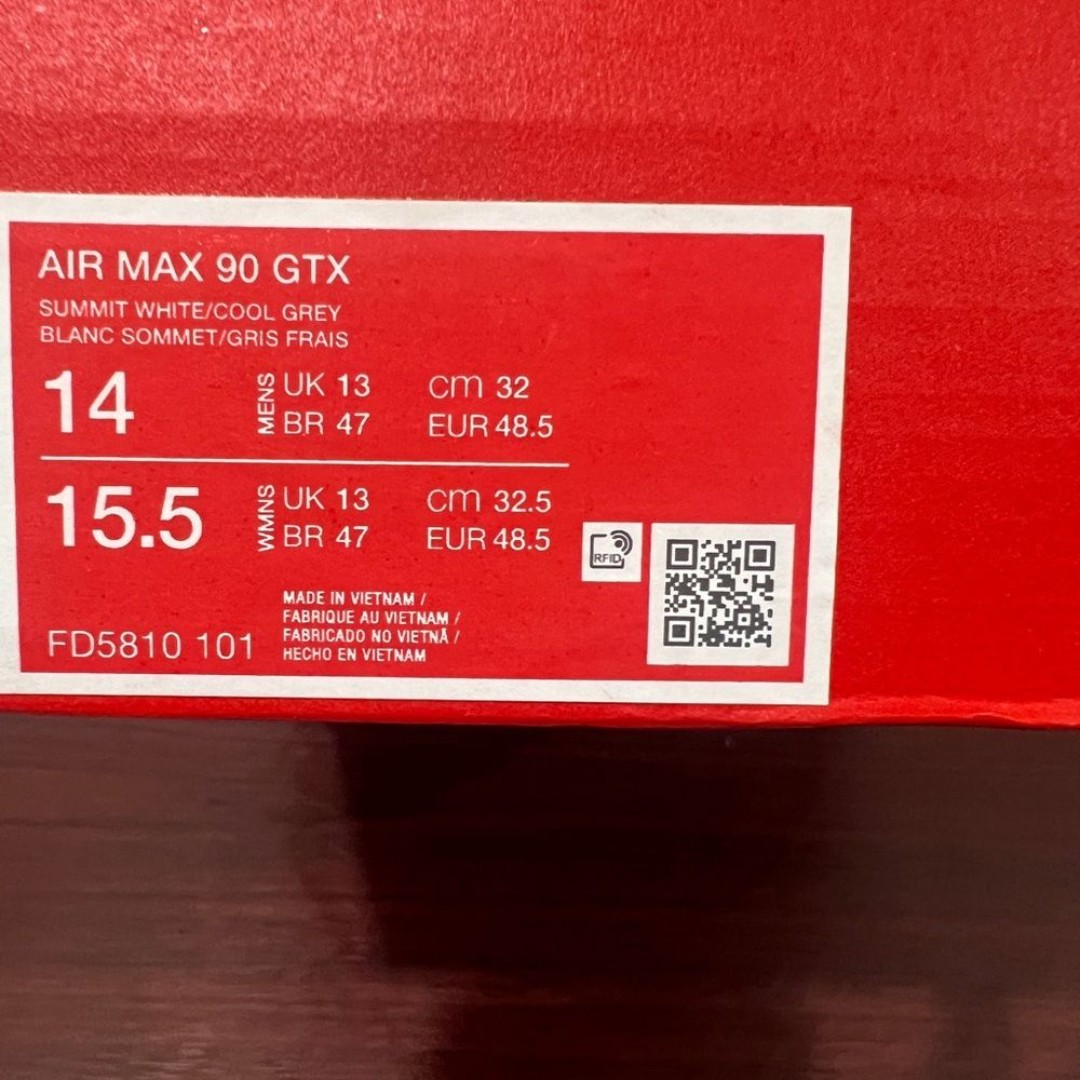 AIR MAX 90 GTX
SUMMIT WHITE/COOL GREY
BLANC SOMMET/GRIS FRAIS
14 MENS UK 13 cm 32
BR 47 EUR 48.5
15.5 WMNS UK 13 cm 32.5
BR 47 EUR 48.5
RFID
MADE IN VIETNAM /
FABRIQUE AU VIETNAM /
FABRICADO NO VIETNÃ /
HECHO EN VIETNAM
FD5810 101